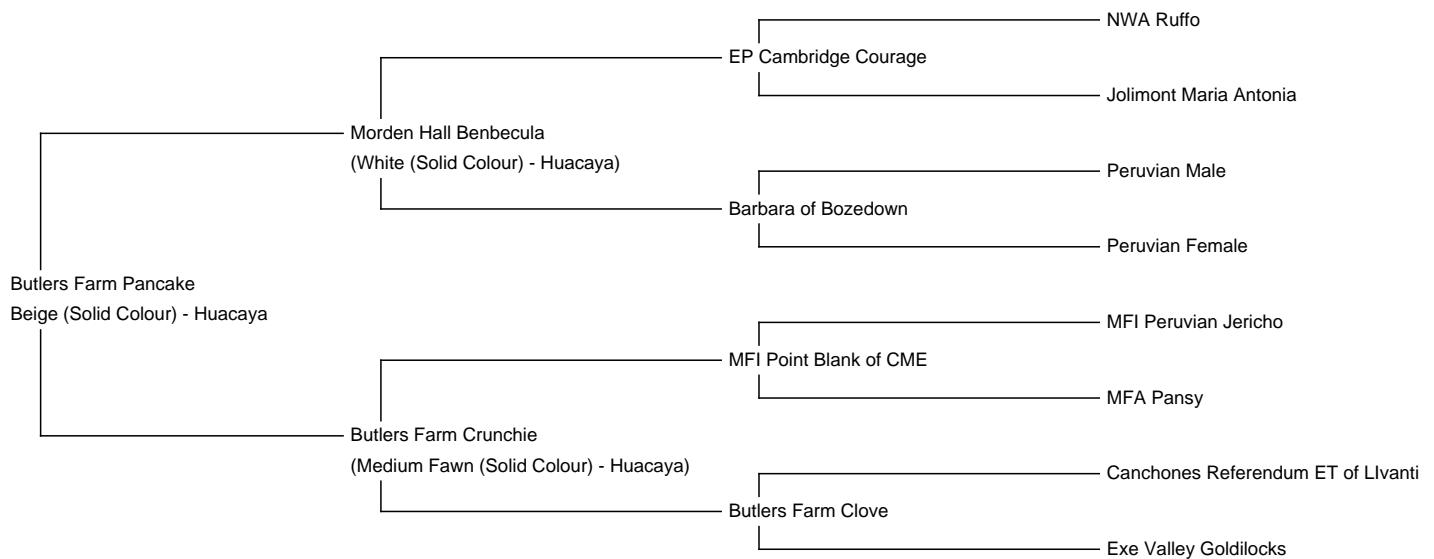 NWA Ruffo
EP Cambridge Courage
Jolimont Maria Antonia
Morden Hall Benbecula
(White (Solid Colour) - Huacaya)
Peruvian Male
Barbara of Bozedown
Peruvian Female
Butlers Farm Pancake
Beige (Solid Colour) - Huacaya
MFI Peruvian Jericho
MFI Point Blank of CME
MFA Pansy
Butlers Farm Crunchie
(Medium Fawn (Solid Colour) - Huacaya)
Canchones Referendum ET of LIvanti
Butlers Farm Clove
Exe Valley Goldilocks